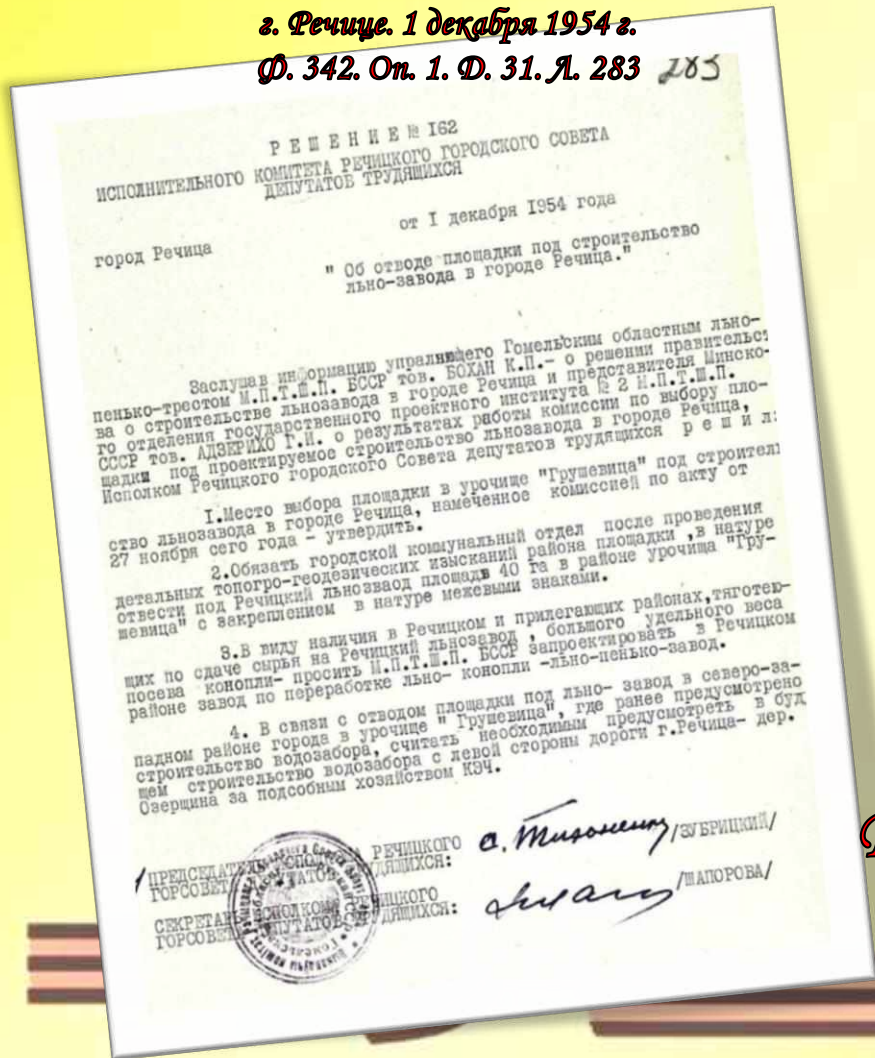 г. Речице. 1 декабря 1954 г.
Ф. 342. Оп. 1. Д. 31. Л. 283
283
РЕШЕНИЕ № I62
ИСПОЛНИТЕЛЬНОГО КОМИТЕТА РЕЧИЦКОГО ГОРОДСКОГО СОВЕТА
ДЕПУТАТОВ ТРУДЯЩИХСЯ
от I декабря I954 года
город Речица
" Об отводе площадки под строительство
льно-завода в городе Речица."
Заслушав информацию упралняющего Гомельским областным льно-
пенько-трестом М.П.Т.Ш.П. БССР тов. БОХАН К.П.- о решении правительст
ва о строительстве льнозавода в городе Речица и представителя Минско-
го отделения государственного проектного института № 2 М.П.Т.Ш.П.
СССР тов. АДЗЕРИХО Г.И. о результатах работы комиссии по выбору пло-
щадки под проектируемое строительство льнозавода в городе Речица,
Исполком Речицкого городского Совета депутатов трудящихся р е ш и л:
I.Место выбора площадки в урочище "Грушевица" под строитель
ство льнозавода в городе Речица, намеченное комиссией по акту от
27 ноября сего года - утвердить.
2.Обязать городской коммунальный отдел после проведения
детальных топогро-геодезических изысканий района площадки ,в натуре
отвести под Речицкий льнозваод площадв 40 га в районе урочища "Гру-
шевица" с закреплением в натуре межевыми знаками.
3.В виду наличия в Речицком и прилегающих районах,тяготею-
щих по сдаче сырья на Речицкий льнозавод , большого удельного веса
посева конопли- просить М.П.Т.Ш.П. БССР запроектировать в Речицком
районе завод по переработке льно- конопли -льно-пенько-завод.
4. В связи с отводом площадки под льно- завод в северо-за-
падном районе города в урочище " Грушевица", где ранее предусмотрено
строительство водозабора, считать необходимым предусмотреть в буд
щем строительство водозабора с левой стороны дороги г.Речица- дер.
Озерщина за подсобным хозяйством КЭЧ.
ПРЕДСЕДАТЕЛЬ РЕЧИЦКОГО /ЗУБРИЦКИЙ/
ГОРСОВЕТА ДЕПУТАТОВ ТРУДЯЩИХСЯ:
СЕКРЕТАРЬ ИСПОЛКОМА РЕЧИЦКОГО /ШАПОРОВА/
ГОРСОВЕТА ДЕПУТАТОВ ТРУДЯЩИХСЯ: